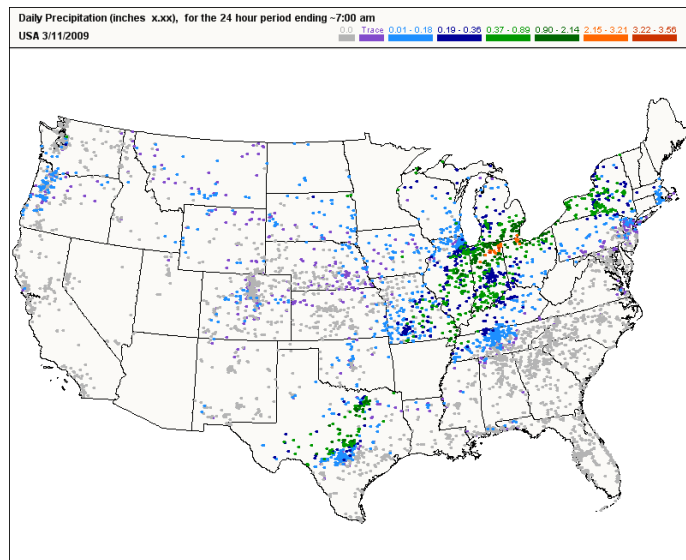 Daily Precipitation (inches x.xx), for the 24 hour period ending ~7:00 am
USA 3/11/2009
0.0 Trace 0.01 - 0.18 0.19 - 0.36 0.37 - 0.89 0.90 - 2.14 2.15 - 3.21 3.22 - 3.56